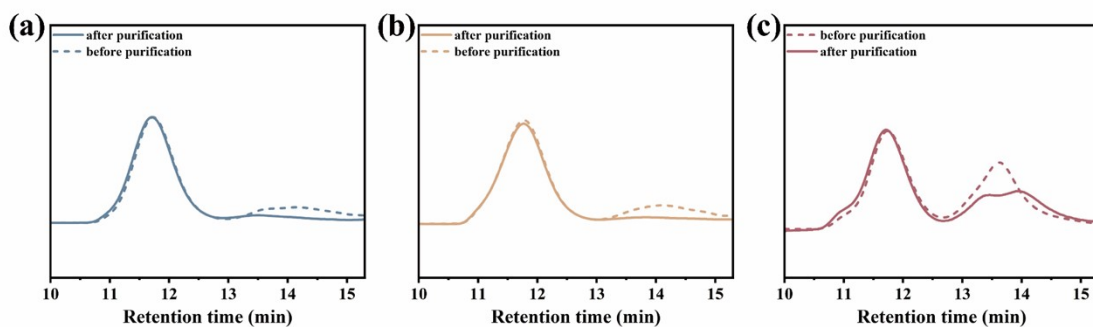 (a)
after purification
before purification
10 11 12 13 14 15
Retention time (min)
(b)
after purification
before purification
10 11 12 13 14 15
Retention time (min)
(c)
before purification
after purification
10 11 12 13 14 15
Retention time (min)